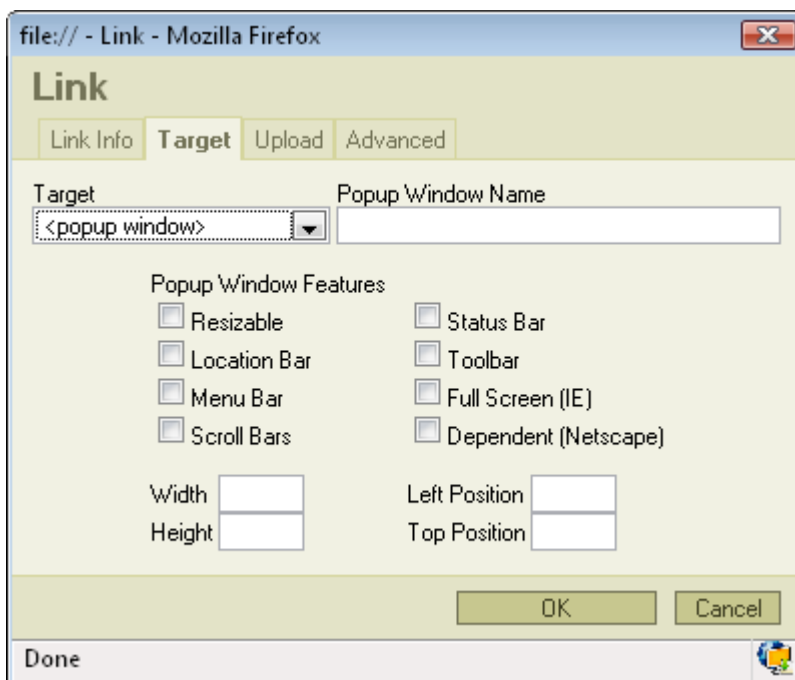 file:// - Link - Mozilla Firefox
Link
Link Info Target Upload Advanced
Target Popup Window Name
<popup window>
Popup Window Features
Resizable Status Bar
Location Bar Toolbar
Menu Bar Full Screen (IE)
Scroll Bars Dependent (Netscape)
Width Left Position
Height Top Position
OK Cancel
Done